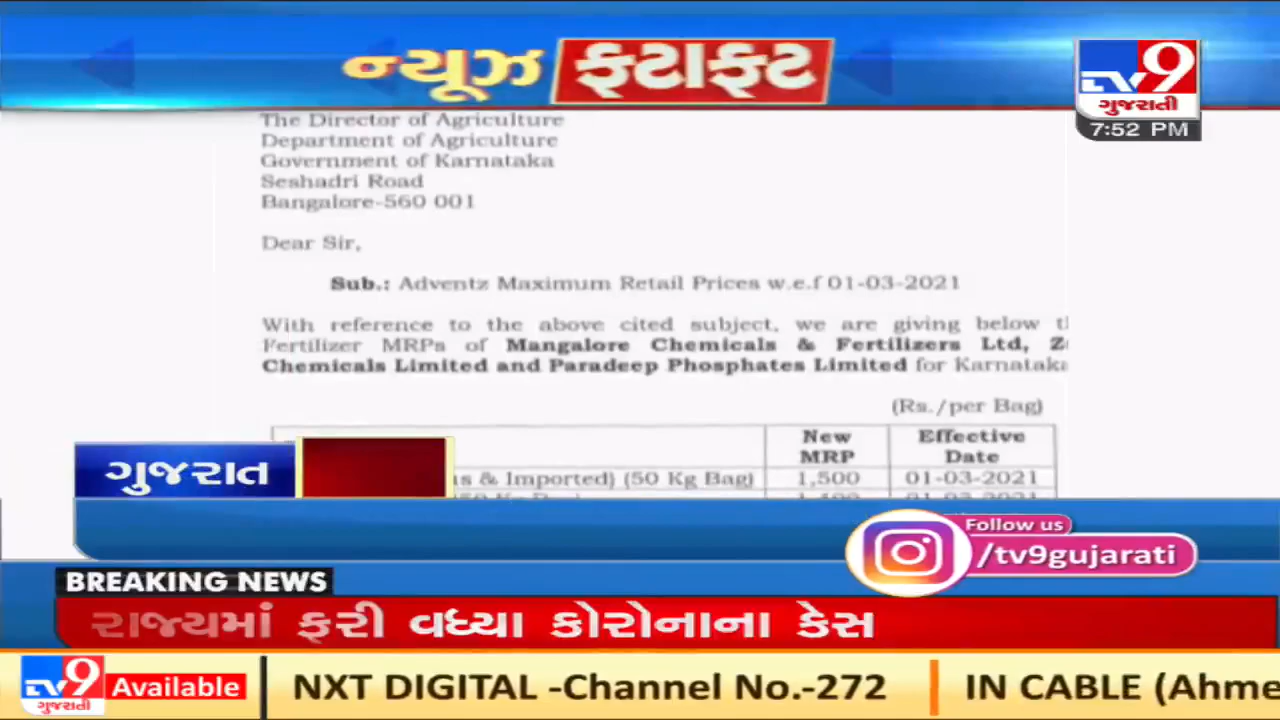 ન્યૂઝ ફટાફટ
TV9
ગુજરાતી
7:52 PM
The Director of Agriculture
Department of Agriculture
Government of Karnataka
Seshadri Road
Bangalore-560 001
Dear Sir,
Sub.: Adventz Maximum Retail Prices w.e.f 01-03-2021
With reference to the above cited subject, we are giving below
Fertilizer MRPs of Mangalore Chemicals & Fertilizers Ltd,
Chemicals Limited and Paradeep Phosphates Limited for Karnataka
(Rs./per Bag)
New MRP
Effective Date
& Imported) (50 Kg Bag) 1,500 01-03-2021
ગુજરાત
Follow us
/tv9gujarati
BREAKING NEWS
રાજ્યમાં ફરી વધ્યા કોરોનાના કેસ
TV9 ગુજરાતી Available NXT DIGITAL -Channel No.-272 IN CABLE